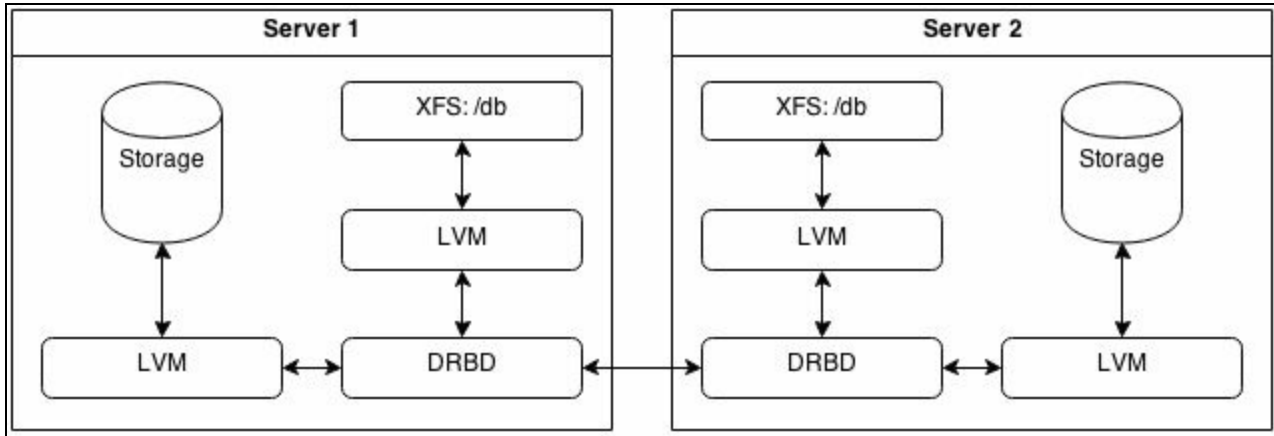 Server 1
Server 2
XFS: /db
Storage
LVM
LVM
DRBD
XFS: /db
Storage
LVM
DRBD
LVM